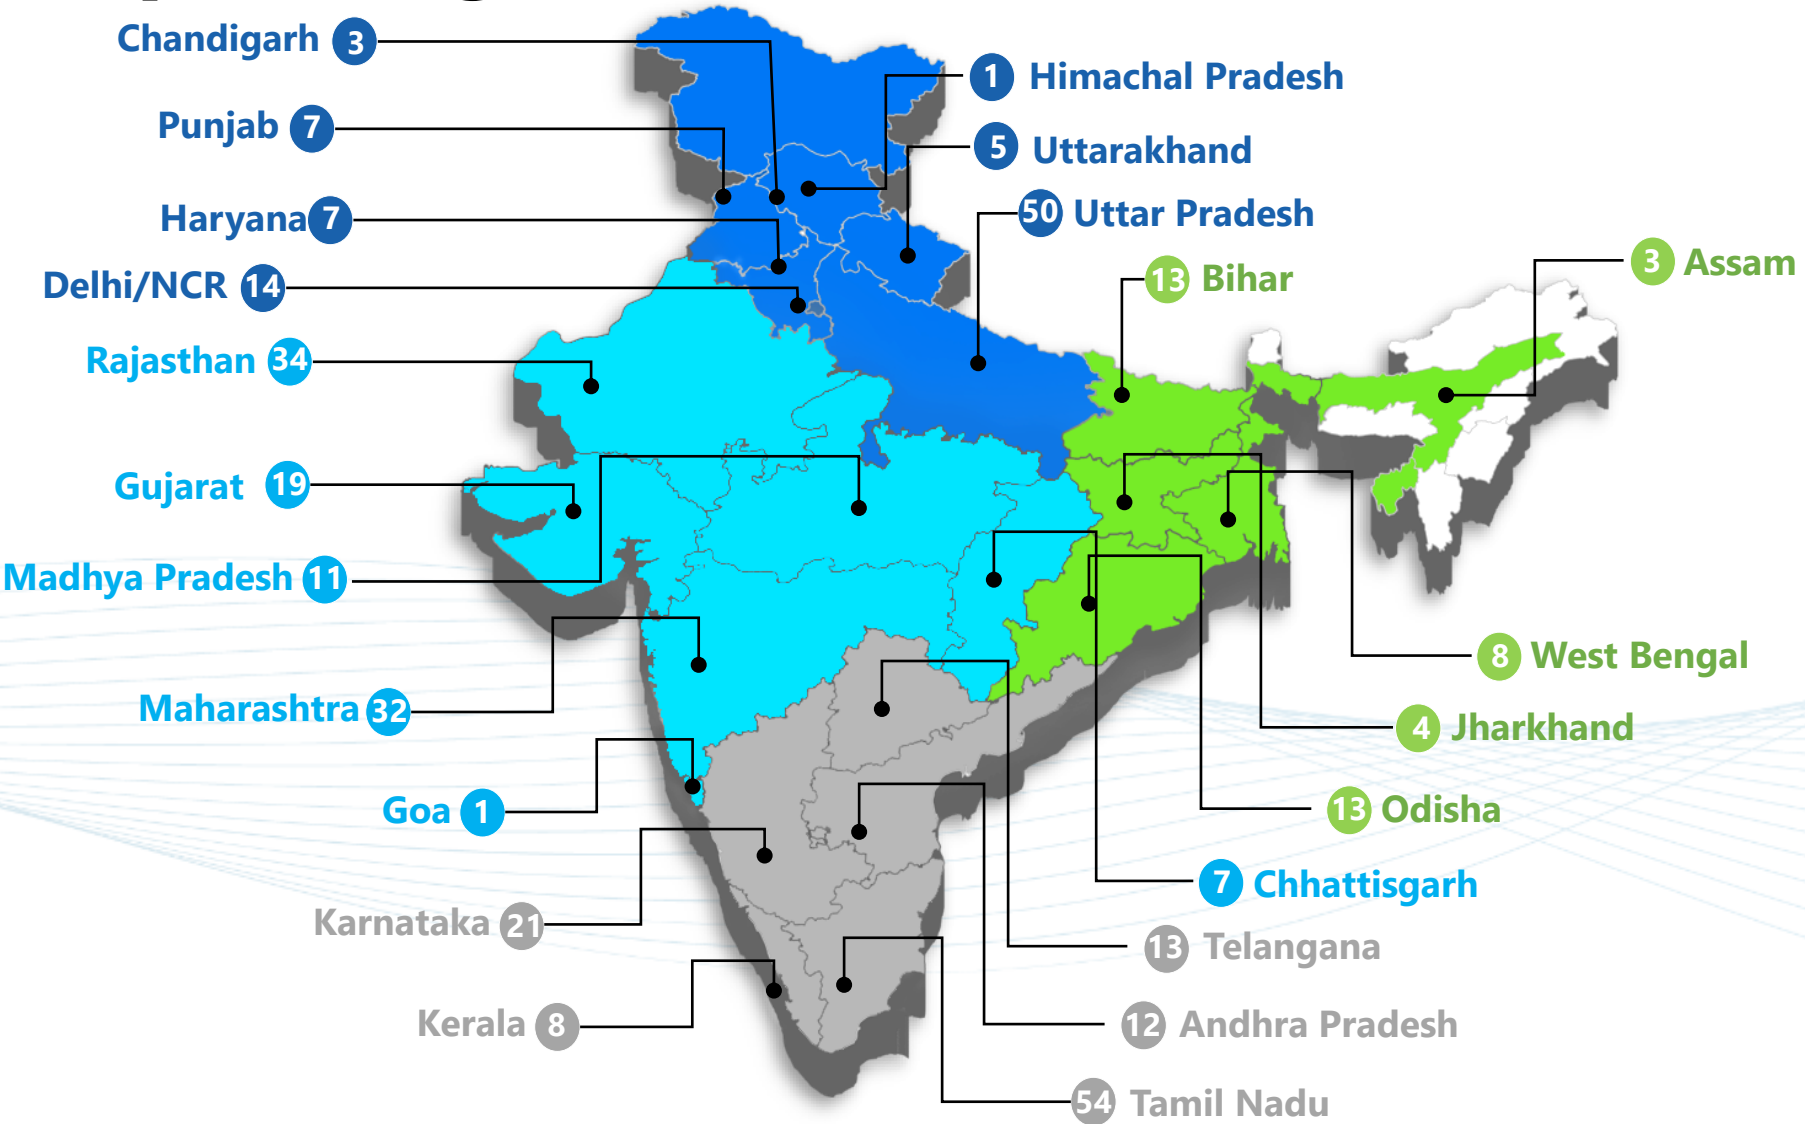 Chandigarh 3
1 Himachal Pradesh
Punjab 7
5 Uttarakhand
Haryana 7
50 Uttar Pradesh
3 Assam
Delhi/NCR 14
13 Bihar
Rajasthan 34
Gujarat 19
Madhya Pradesh 11
8 West Bengal
Maharashtra 32
4 Jharkhand
Goa 1
13 Odisha
7 Chhattisgarh
Karnataka 21
13 Telangana
Kerala 8
12 Andhra Pradesh
54 Tamil Nadu